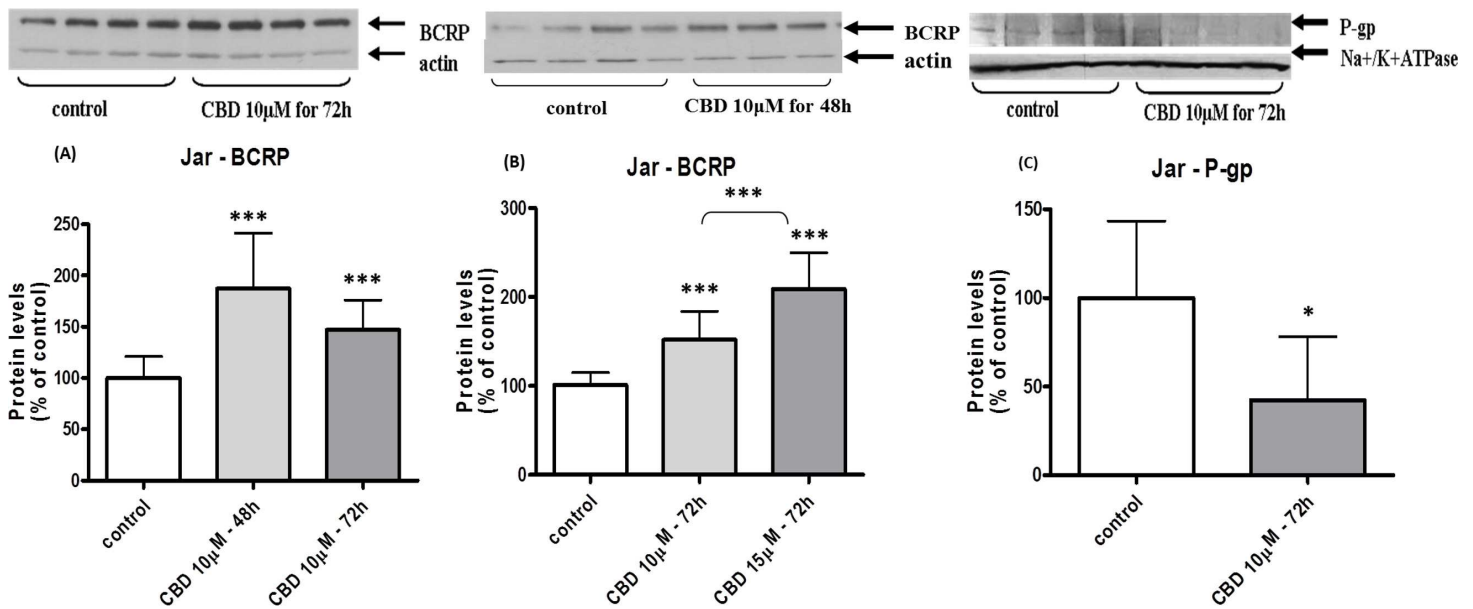 BCRP
actin
control
CBD 10μM for 72h
BCRP
actin
control
CBD 10μM for 48h
P-gp
Na+/K+ATPase
control
CBD 10μM for 72h
(A)
Jar - BCRP
Protein levels
(% of control)
250
200
150
100
50
0
***
***
control
CBD 10μM - 48h
CBD 10μM - 72h
(B)
Jar - BCRP
Protein levels
(% of control)
300
200
100
0
***
***
***
control
CBD 10μM - 72h
CBD 15μM - 72h
(C)
Jar - P-gp
Protein levels
(% of control)
150
100
50
0
*
control
CBD 10μM - 72h